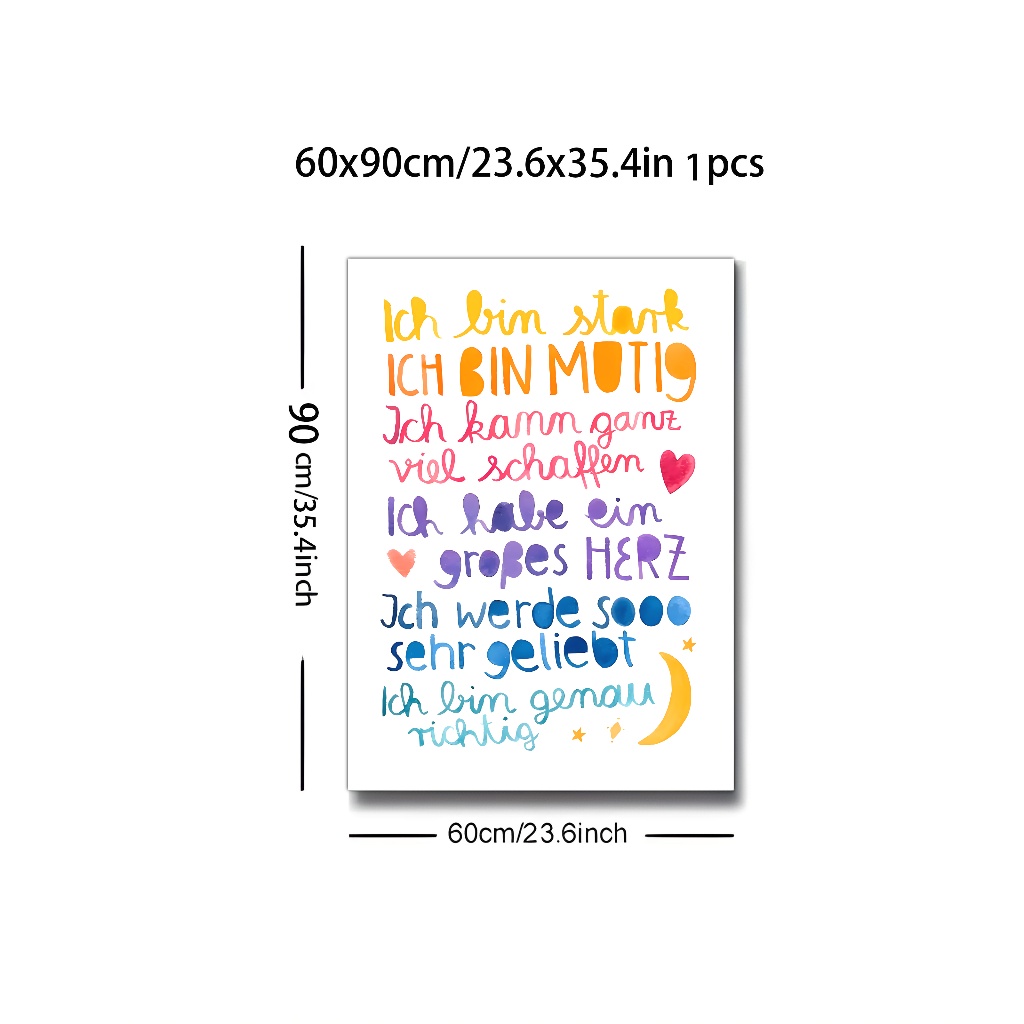 60x90cm/23.6x35.4in 1pcs
90 cm/35.4inch
Ich bin stark
ICH BIN MUTIG
Ich kann ganz
viel schaffen
Ich habe ein
großes HERZ
Ich werde sooo
sehr geliebt
Ich bin genau
richtig
60cm/23.6inch